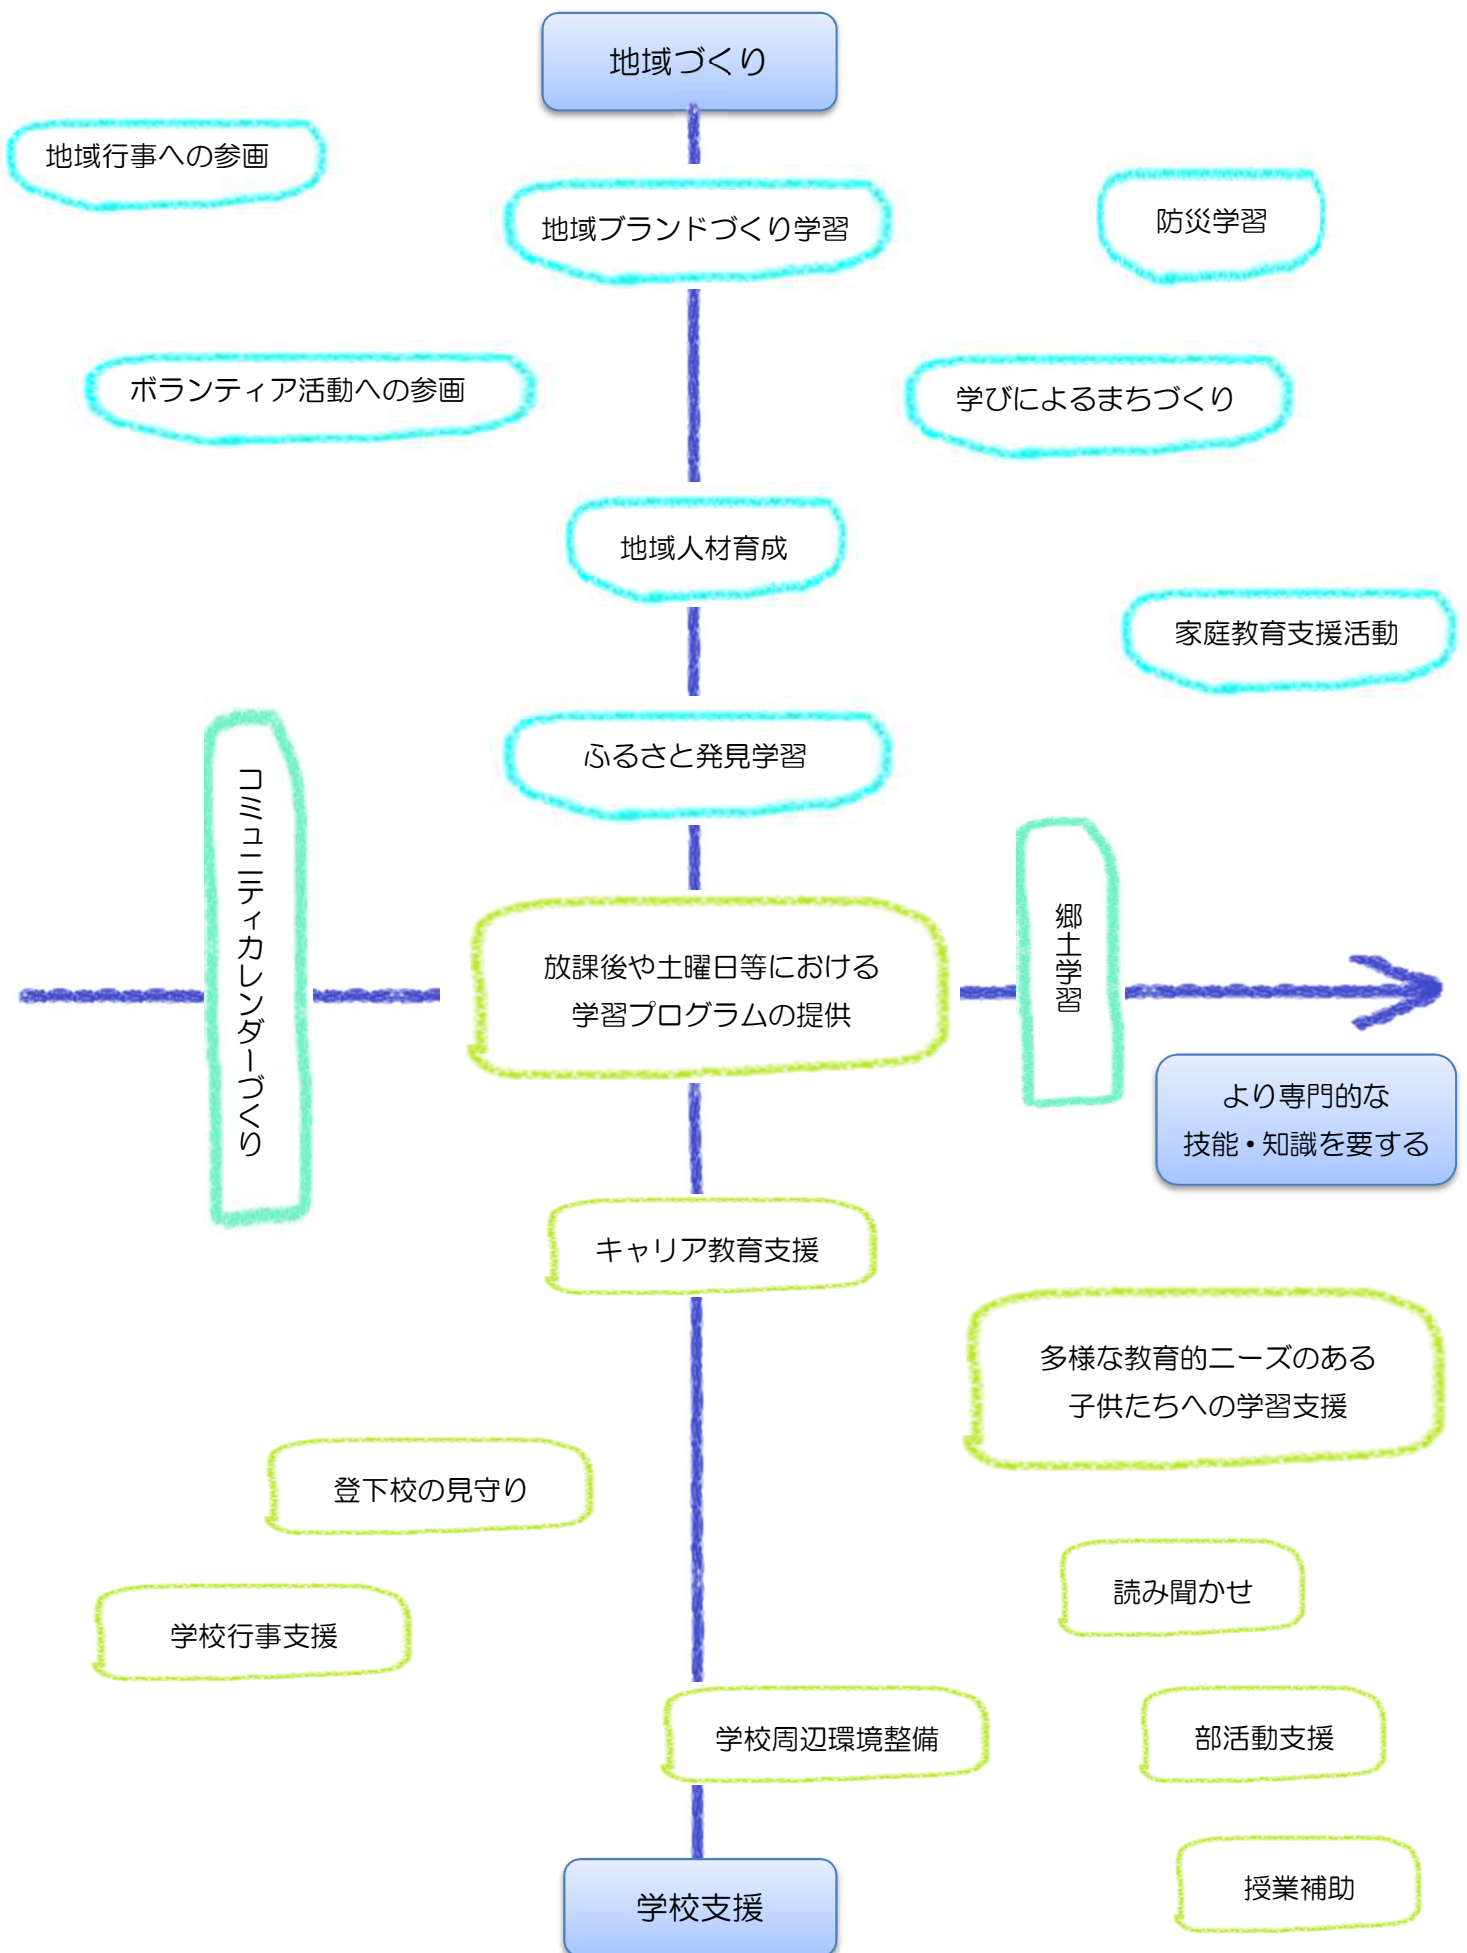 地域づくり
地域行事への参画
地域ブランドづくり学習
防災学習
ボランティア活動への参画
学びによるまちづくり
地域人材育成
家庭教育支援活動
ふるさと発見学習
コミュニティカレンダーづくり
放課後や土曜日等における
学習プログラムの提供
郷土学習
より専門的な
技能・知識を要する
キャリア教育支援
多様な教育的ニーズのある
子供たちへの学習支援
登下校の見守り
読み聞かせ
学校行事支援
学校周辺環境整備
部活動支援
授業補助
学校支援